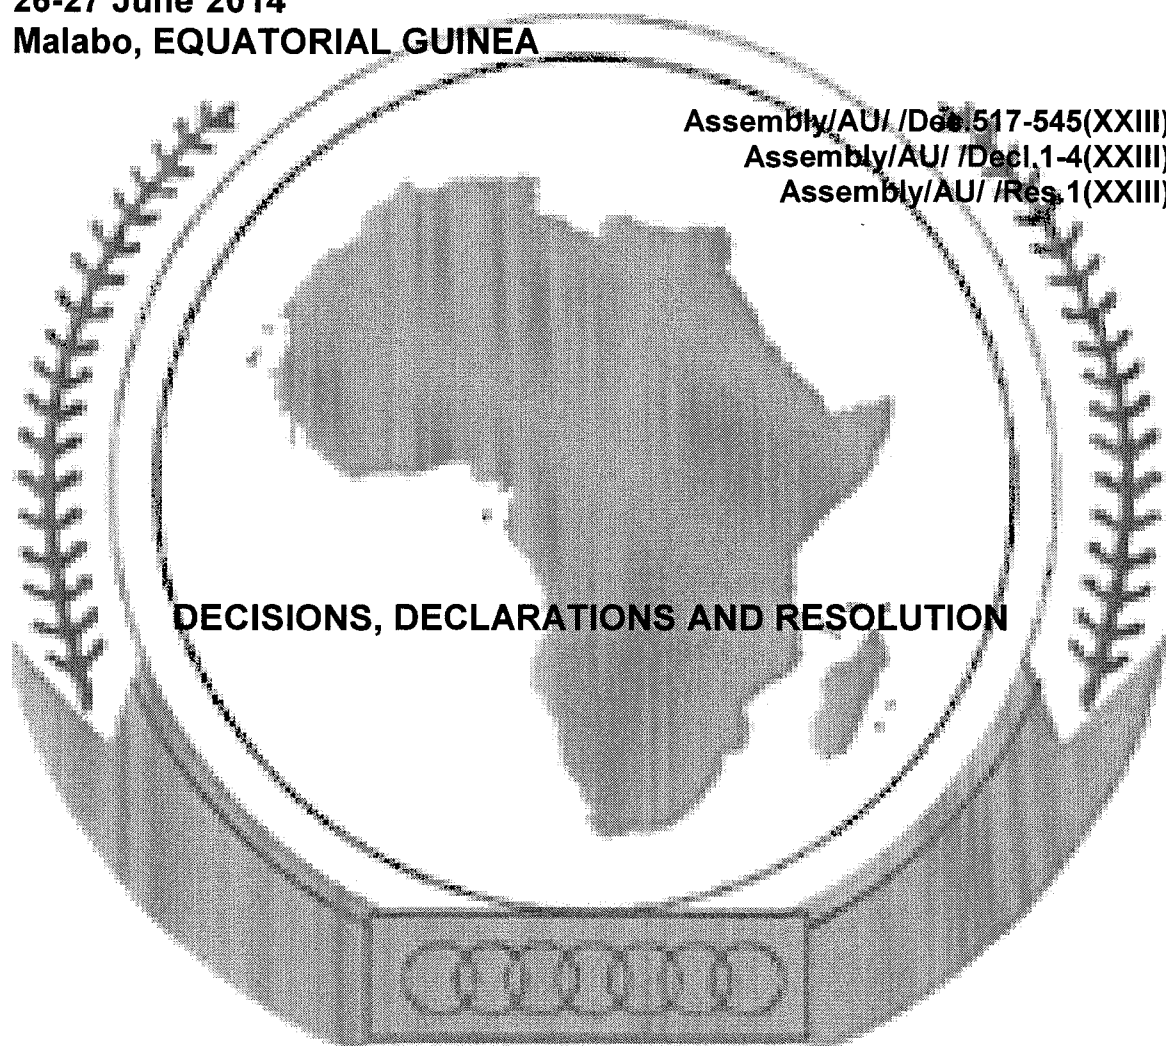 26-27 June 2014
Malabo, EQUATORIAL GUINEA
Assembly/AU/ /Dec.517-545(XXIII)
Assembly/AU/ /Decl.1-4(XXIII)
Assembly/AU/ /Res.1(XXIII)
DECISIONS, DECLARATIONS AND RESOLUTION